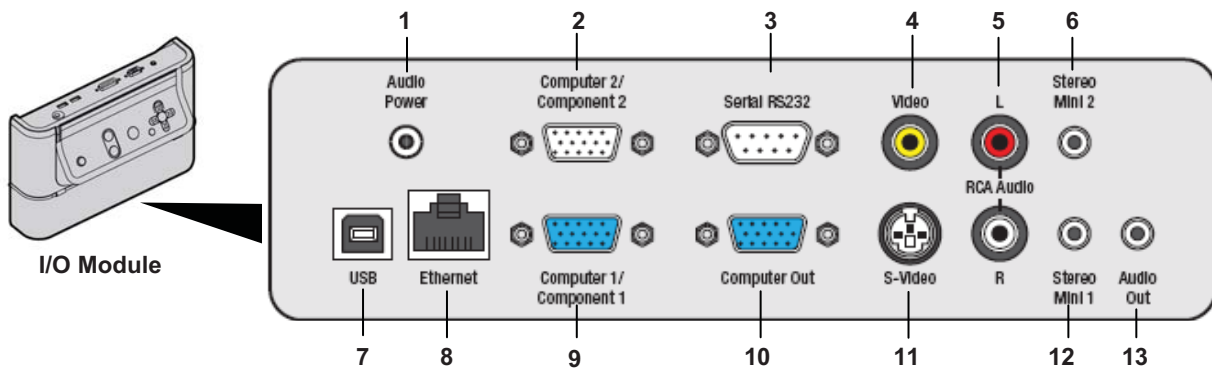 1 2 3 4 5 6
Audio
Power
Computer 2/
Component 2
Serial RS232
Video
L
Stereo
Mini 2
RCA Audio
I/O Module
USB
Ethernet
Computer 1/
Component 1
Computer Out
S-Video
R
Stereo
Mini 1
Audio
Out
7 8 9 10 11 12 13